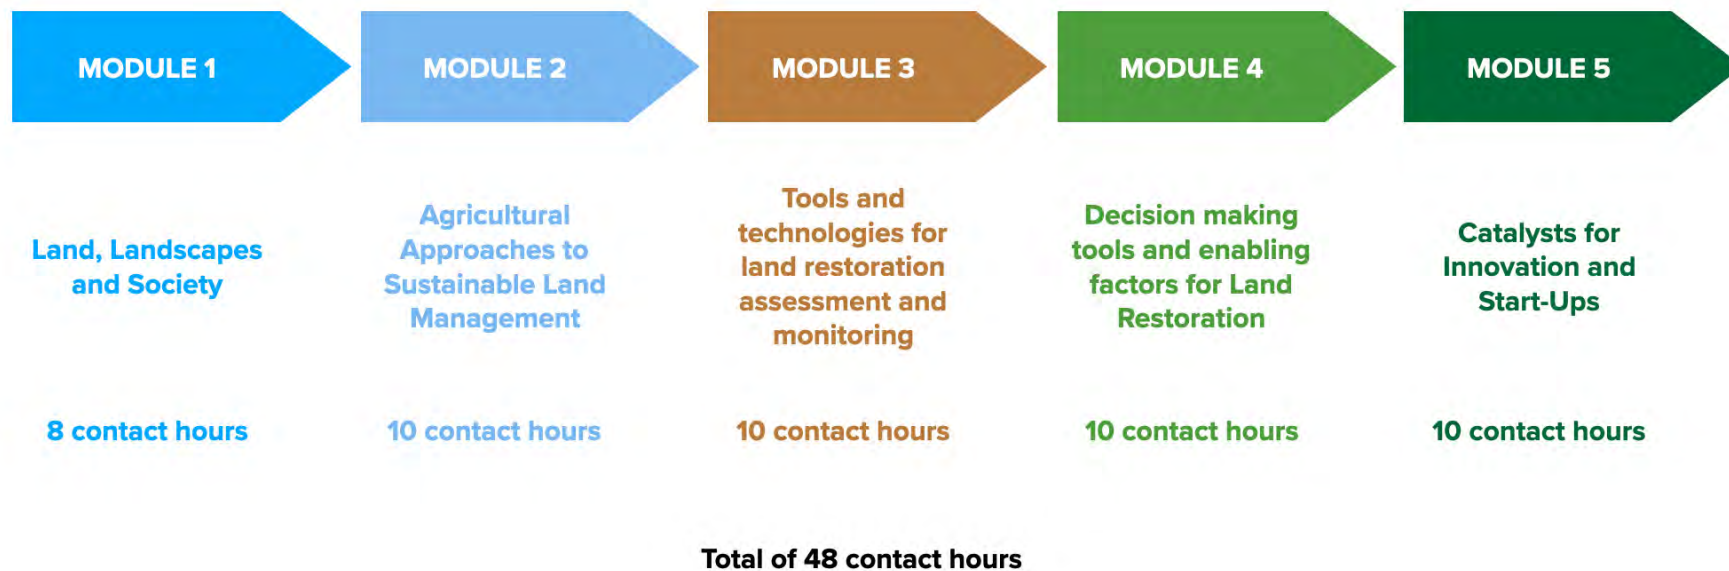 MODULE 1
MODULE 2
MODULE 3
MODULE 4
MODULE 5
Land, Landscapes
and Society
Agricultural
Approaches to
Sustainable Land
Management
Tools and
technologies for
land restoration
assessment and
monitoring
Decision making
tools and enabling
factors for Land
Restoration
Catalysts for
Innovation and
Start-Ups
8 contact hours
10 contact hours
10 contact hours
10 contact hours
10 contact hours
Total of 48 contact hours